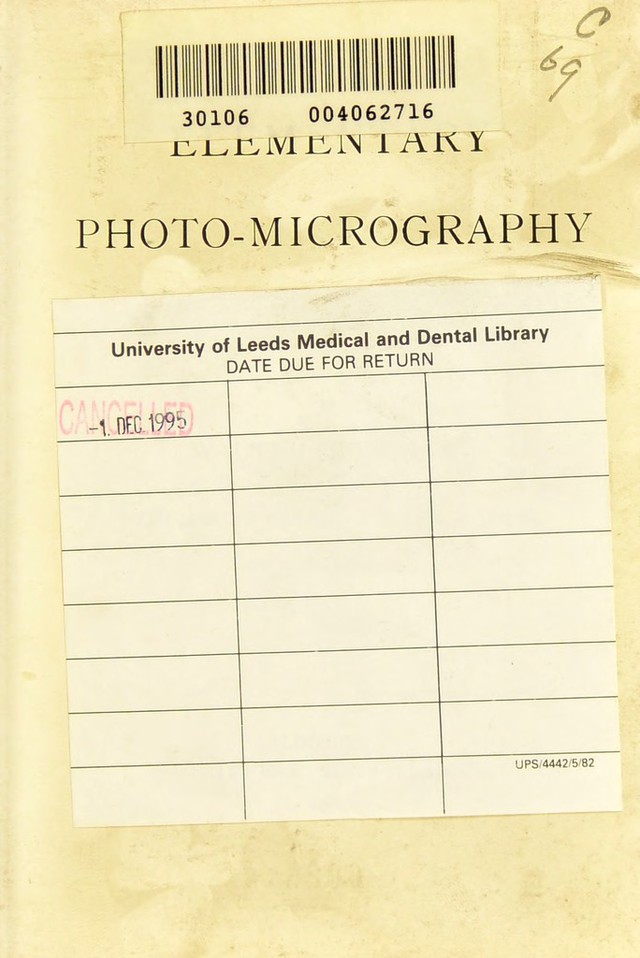 C
69
30106 004062716
ELEMENTARY
PHOTO-MICROGRAPHY
University of Leeds Medical and Dental Library
DATE DUE FOR RETURN
CANCELLED
-1. DEC. 1995
UPS/4442/5/82